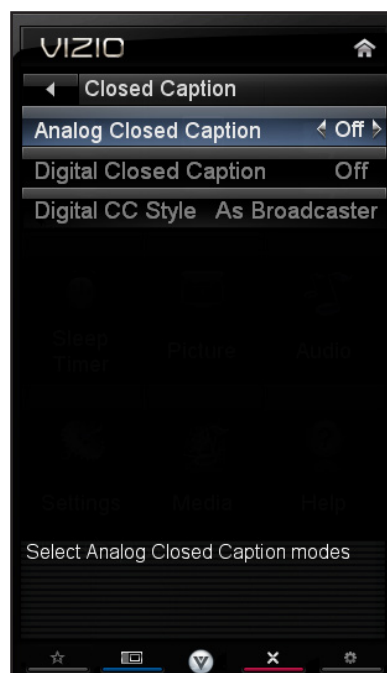 VIZIO
Closed Caption
Analog Closed Caption Off
Digital Closed Caption Off
Digital CC Style As Broadcaster
Sleep Picture Audio
Timer
Settings Media Help
Select Analog Closed Caption modes
V